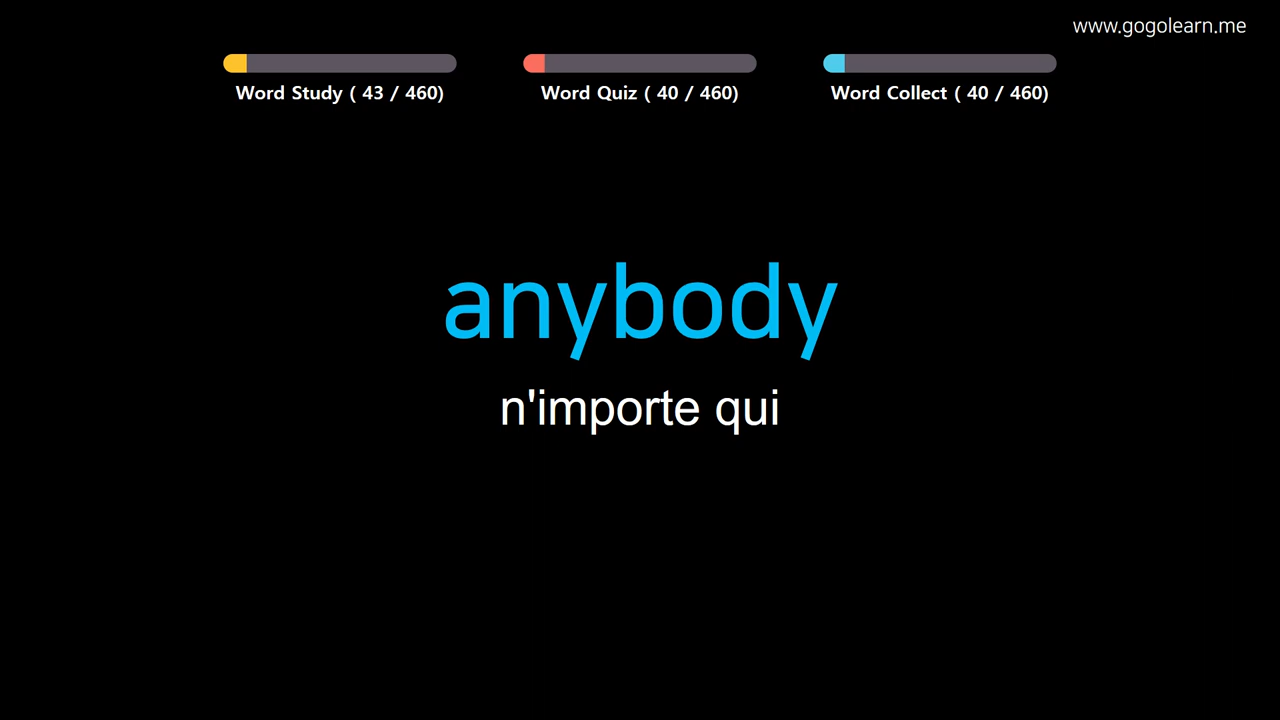 www.gogolearn.me
Word Study ( 43 / 460)
Word Quiz ( 40 / 460)
Word Collect ( 40 / 460)
anybody
n'importe qui